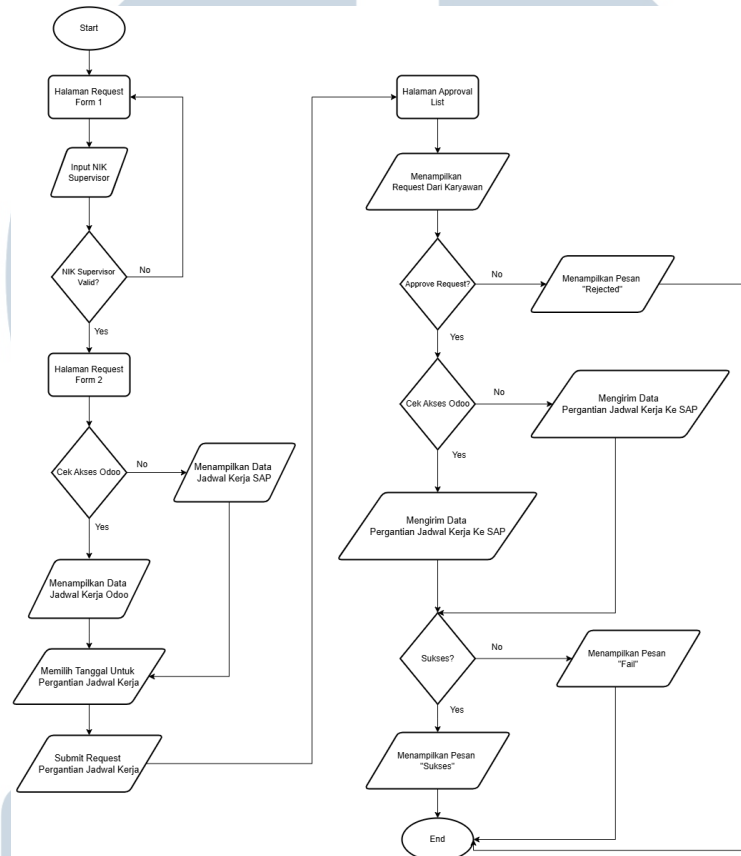 Start
Halaman Request
Form 1
Input NIK
Supervisor
NIK Supervisor
Valid?
No
Yes
Halaman Request
Form 2
Cek Akses Odoo
No
Menampilkan Data
Jadwal Kerja SAP
Yes
Menampilkan Data
Jadwal Kerja Odoo
Memilih Tanggal Untuk
Pergantian Jadwal Kerja
Submit Request
Pergantian Jadwal Kerja
Halaman Approval
List
Menampilkan
Request Dari Karyawan
Approve Request?
No
Menampilkan Pesan
"Rejected"
Yes
Cek Akses Odoo
No
Mengirim Data
Pergantian Jadwal Kerja Ke SAP
Yes
Mengirim Data
Pergantian Jadwal Kerja Ke SAP
Sukses?
No
Menampilkan Pesan
"Fail"
Yes
Menampilkan Pesan
"Sukses"
End